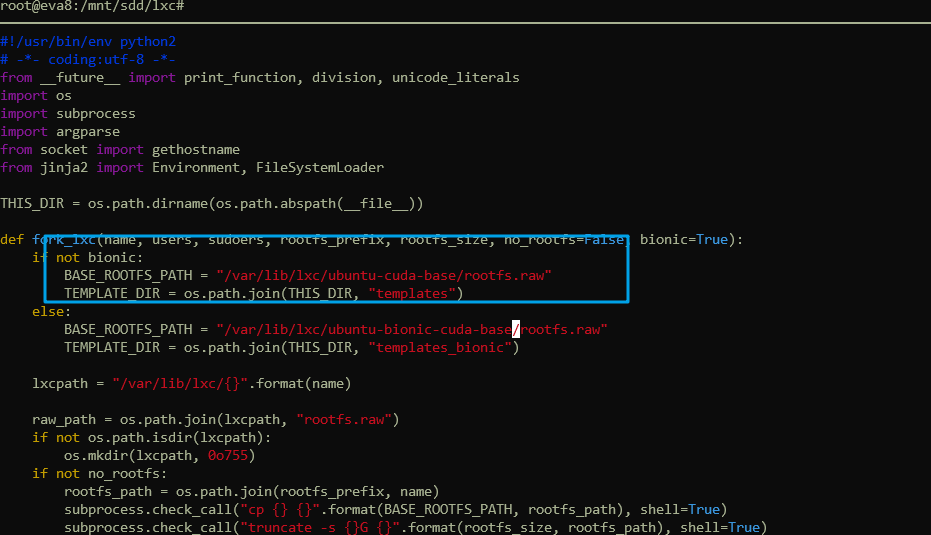 root@eva8:/mnt/sdd/lxc#
#!/usr/bin/env python2
# -*- coding:utf-8 -*-
from __future__ import print_function, division, unicode_literals
import os
import subprocess
import argparse
from socket import gethostname
from jinja2 import Environment, FileSystemLoader

THIS_DIR = os.path.dirname(os.path.abspath(__file__))

def fork_lxc(name, users, sudoers, rootfs_prefix, rootfs_size, no_rootfs=False, bionic=True):
    if not bionic:
        BASE_ROOTFS_PATH = "/var/lib/lxc/ubuntu-cuda-base/rootfs.raw"
        TEMPLATE_DIR = os.path.join(THIS_DIR, "templates")
    else:
        BASE_ROOTFS_PATH = "/var/lib/lxc/ubuntu-bionic-cuda-base/rootfs.raw"
        TEMPLATE_DIR = os.path.join(THIS_DIR, "templates_bionic")

    lxcpath = "/var/lib/lxc/{}".format(name)

    raw_path = os.path.join(lxcpath, "rootfs.raw")
    if not os.path.isdir(lxcpath):
        os.mkdir(lxcpath, 0o755)
    if not no_rootfs:
        rootfs_path = os.path.join(rootfs_prefix, name)
        subprocess.check_call("cp {} {}".format(BASE_ROOTFS_PATH, rootfs_path), shell=True)
        subprocess.check_call("truncate -s {}G {}".format(rootfs_size, rootfs_path), shell=True)